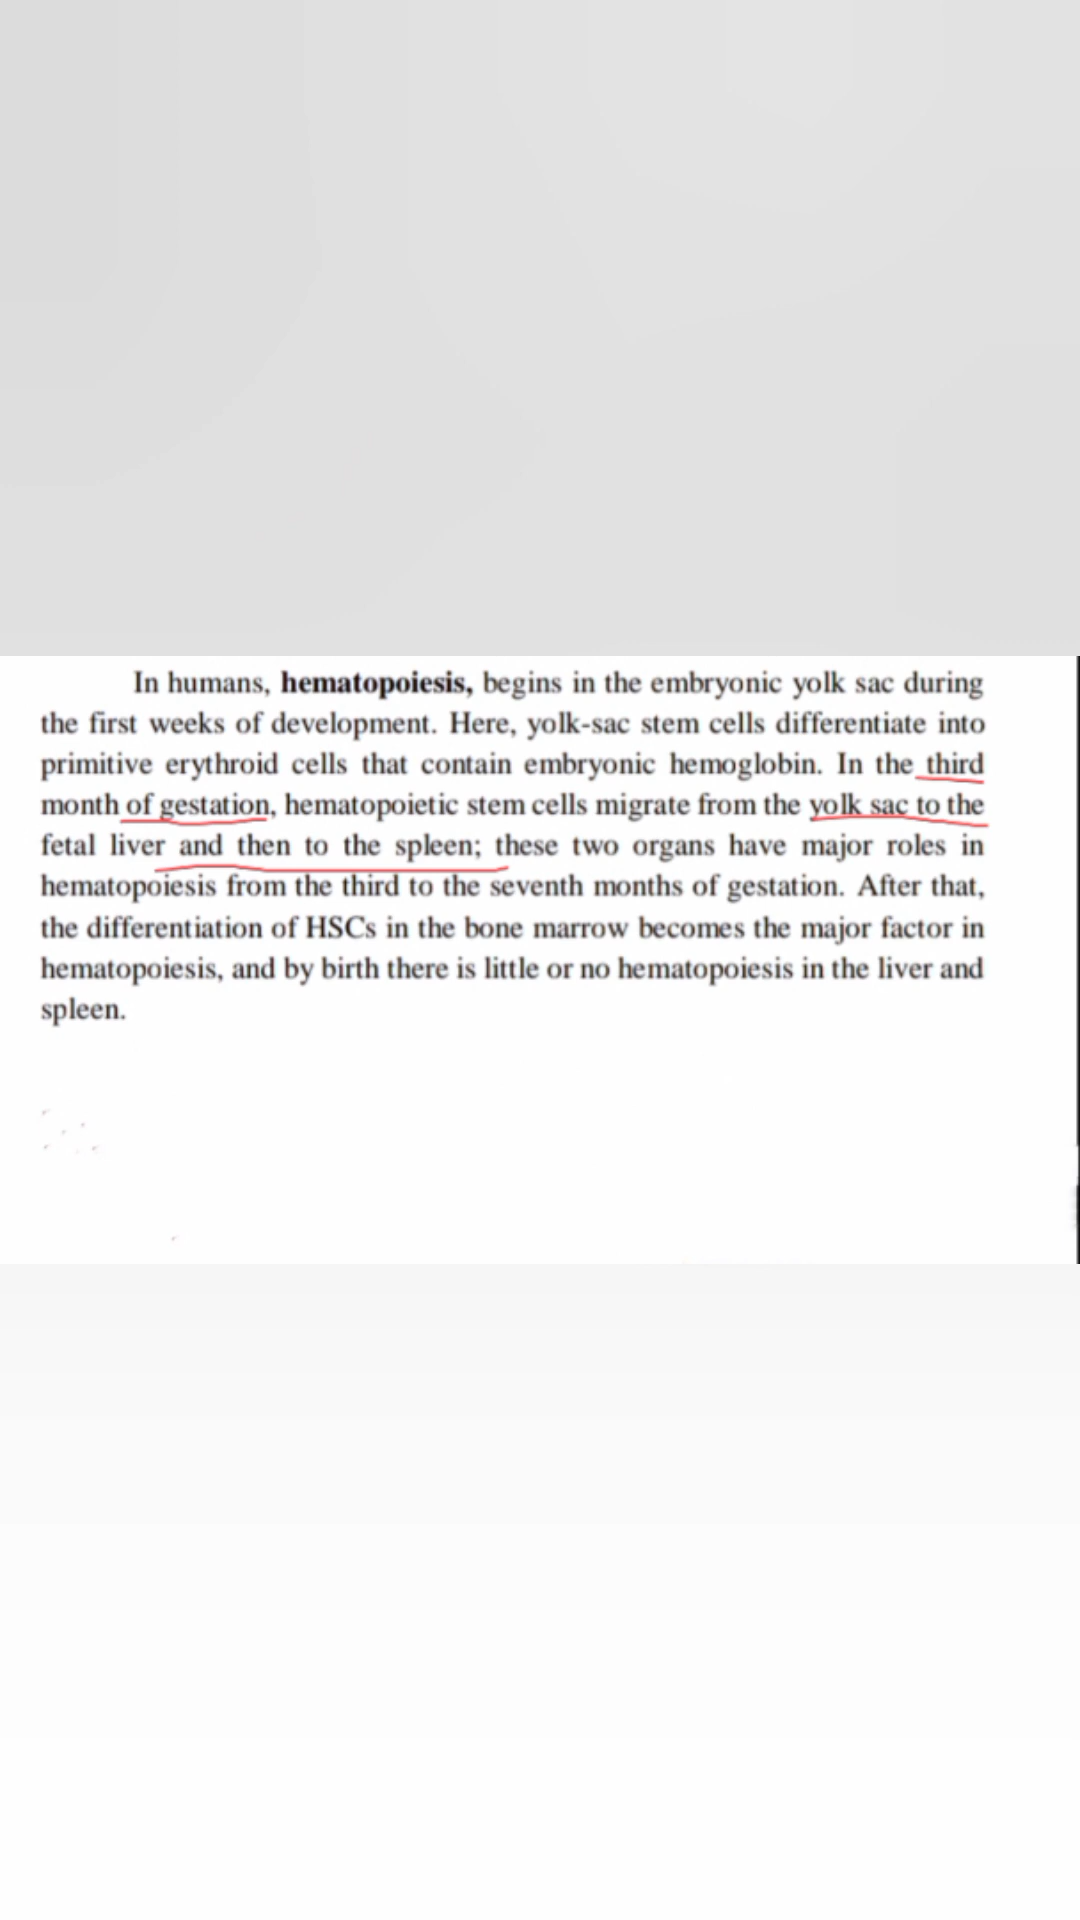 In humans, hematopoiesis, begins in the embryonic yolk sac during
the first weeks of development. Here, yolk-sac stem cells differentiate into
primitive erythroid cells that contain embryonic hemoglobin. In the third
month of gestation, hematopoietic stem cells migrate from the yolk sac to the
fetal liver and then to the spleen; these two organs have major roles in
hematopoiesis from the third to the seventh months of gestation. After that,
the differentiation of HSCs in the bone marrow becomes the major factor in
hematopoiesis, and by birth there is little or no hematopoiesis in the liver and
spleen.